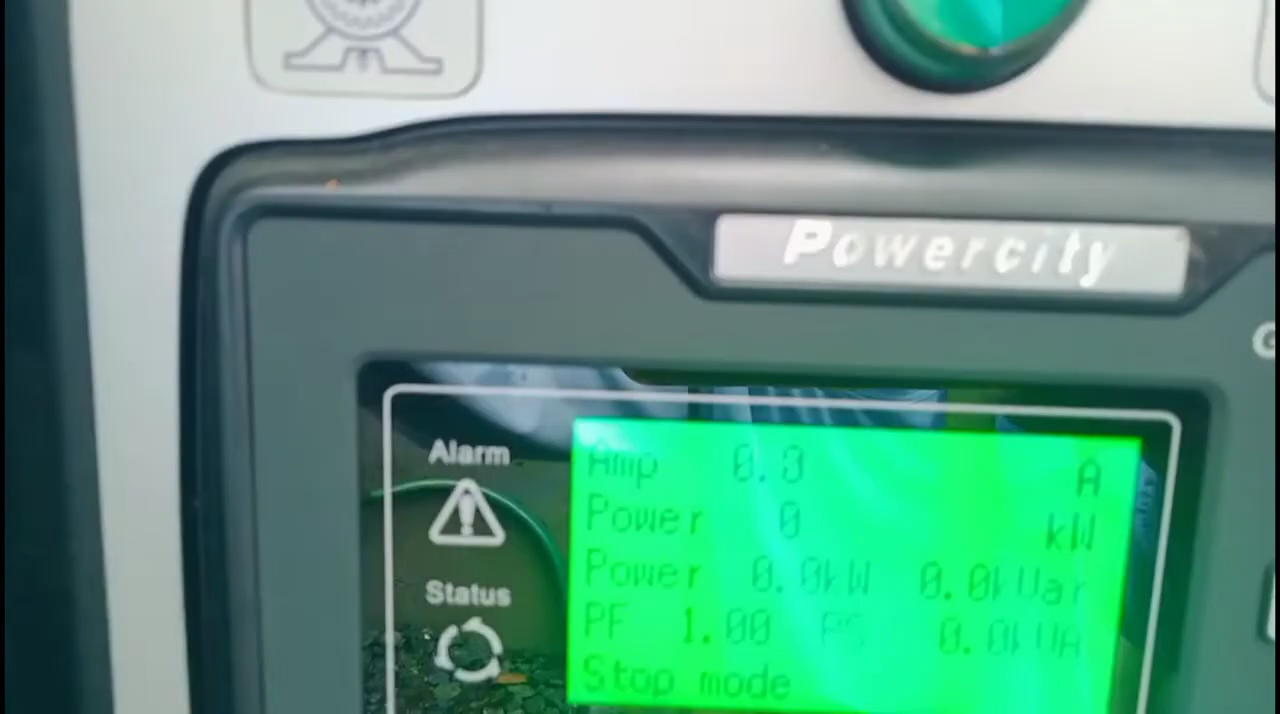 Powercity
Alarm
Amp 0.0 A
Power 0 kW
Power 0.0kW 0.0kVar
Status
PF 1.00 PS 0.0kVA
Stop mode